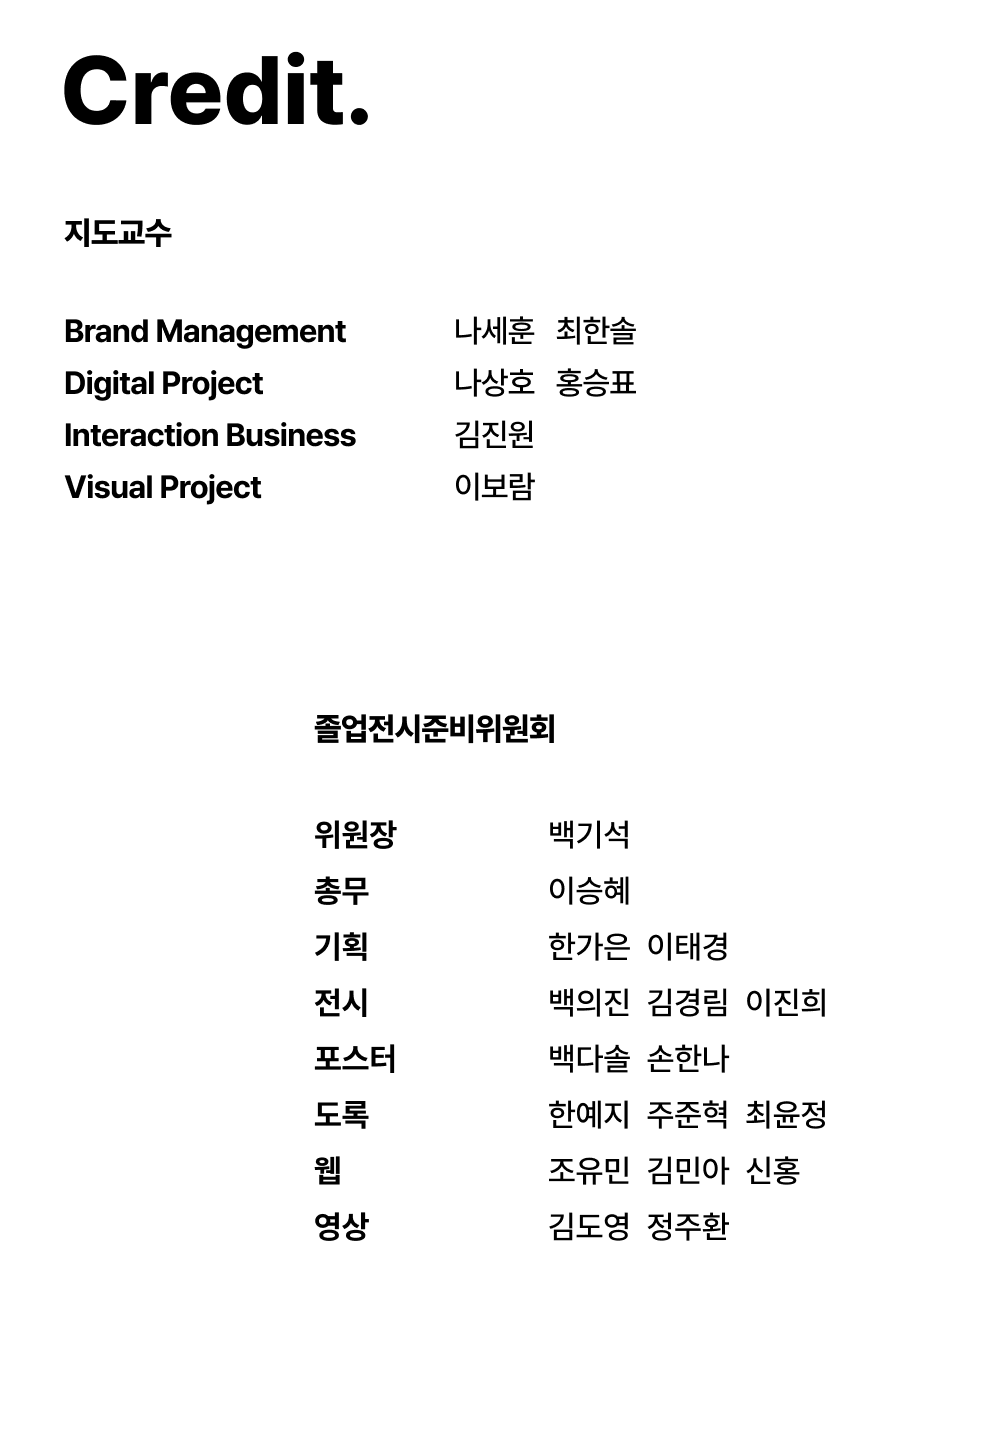 Credit.
지도교수
Brand Management 나세훈 최한솔
Digital Project 나상호 홍승표
Interaction Business 김진원
Visual Project 이보람
졸업전시준비위원회
위원장 백기석
총무 이승혜
기획 한가은 이태경
전시 백의진 김경림 이진희
포스터 백다솔 손한나
도록 한예지 주준혁 최윤정
웹 조유민 김민아 신홍
영상 김도영 정주환